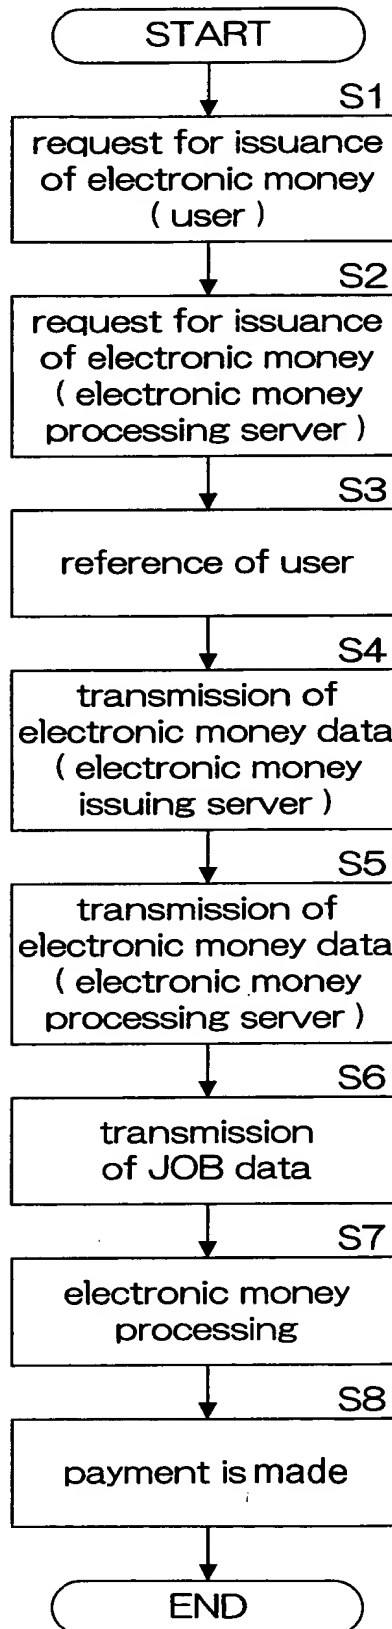 START
S1
request for issuance
of electronic money
( user )
S2
request for issuance
of electronic money
( electronic money
processing server )
S3
reference of user
S4
transmission of
electronic money data
( electronic money
issuing server )
S5
transmission of
electronic money data
( electronic money
processing server )
S6
transmission
of JOB data
S7
electronic money
processing
S8
payment is made
END